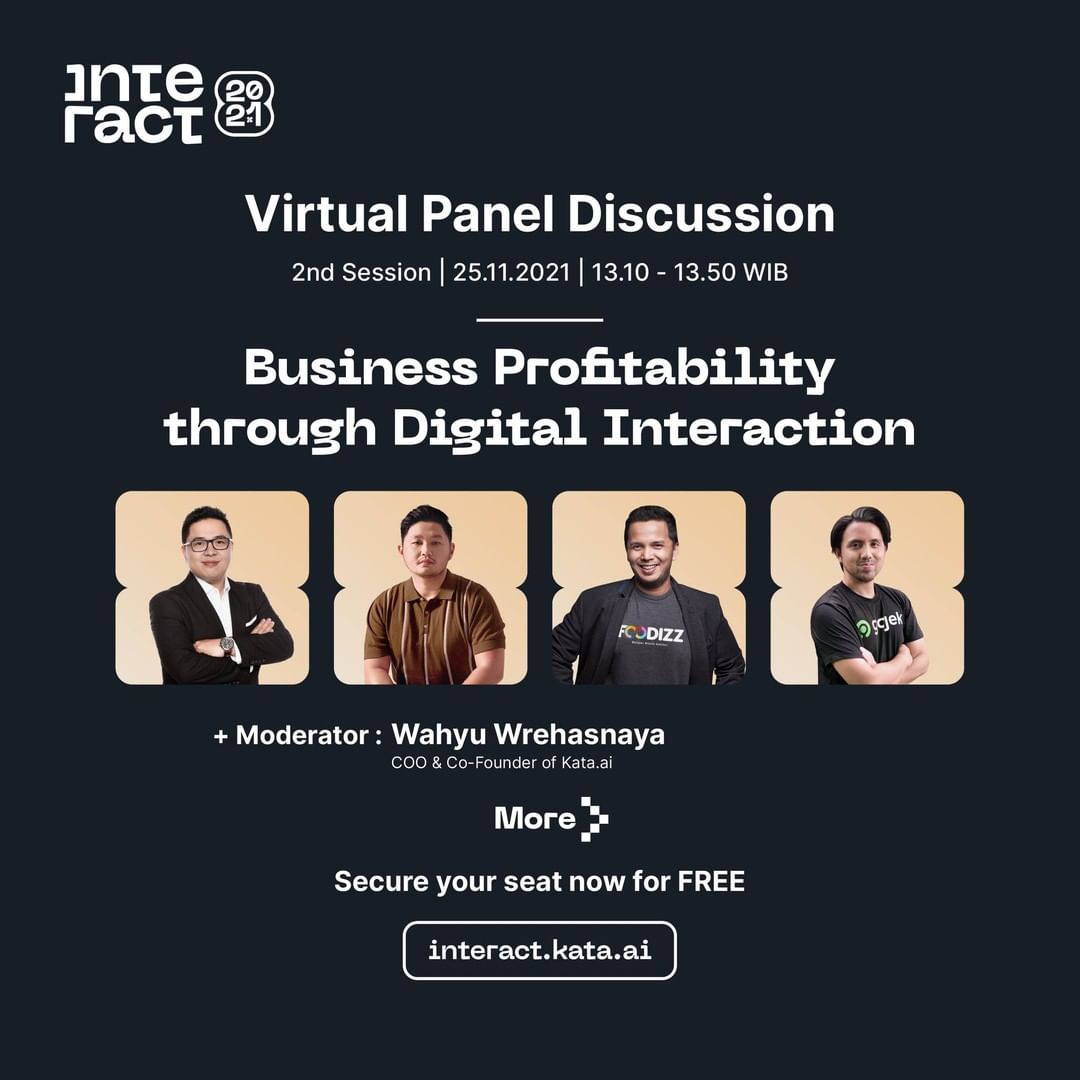 inte
ract
20
2x1
Virtual Panel Discussion
2nd Session | 25.11.2021 | 13.10 - 13.50 WIB
Business Profitability
through Digital Interaction
FOODIZZ
gojek
+ Moderator : Wahyu Wrehasnaya
COO & Co-Founder of Kata.ai
More
Secure your seat now for FREE
interact.kata.ai